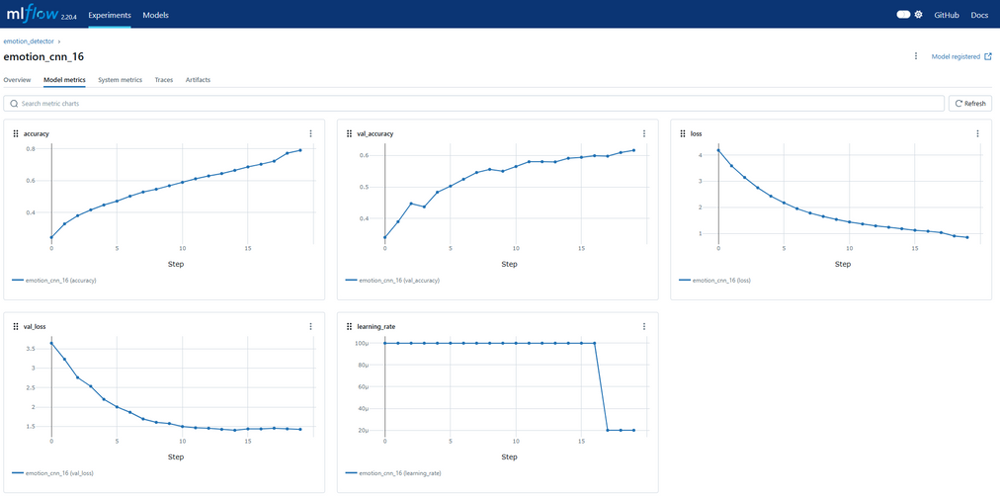 mlflow 2.20.4 Experiments Models GitHub Docs
emotion_detector ›
emotion_cnn_16 Model registered
Overview Model metrics System metrics Traces Artifacts
Search metric charts Refresh
accuracy
0.8
0.6
0.4
0 5 10 15
Step
emotion_cnn_16 (accuracy)
val_accuracy
0.6
0.5
0.4
0 5 10 15
Step
emotion_cnn_16 (val_accuracy)
loss
4
3
2
1
0 5 10 15
Step
emotion_cnn_16 (loss)
val_loss
3.5
3
2.5
2
1.5
0 5 10 15
Step
emotion_cnn_16 (val_loss)
learning_rate
100μ
80μ
60μ
40μ
20μ
0 5 10 15
Step
emotion_cnn_16 (learning_rate)